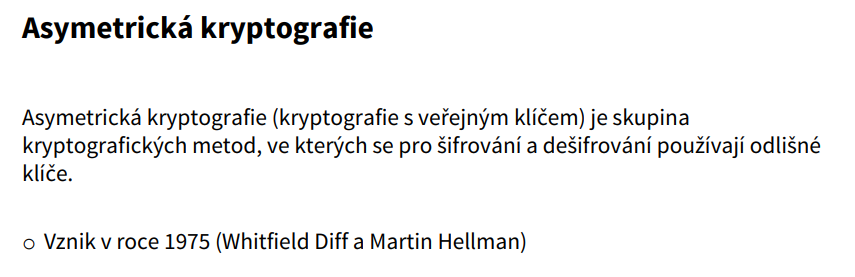 Asymetrická kryptografie
Asymetrická kryptografie (kryptografie s veřejným klíčem) je skupina
kryptografických metod, ve kterých se pro šifrování a dešifrování používají odlišné
klíče.
○ Vznik v roce 1975 (Whitfield Diff a Martin Hellman)